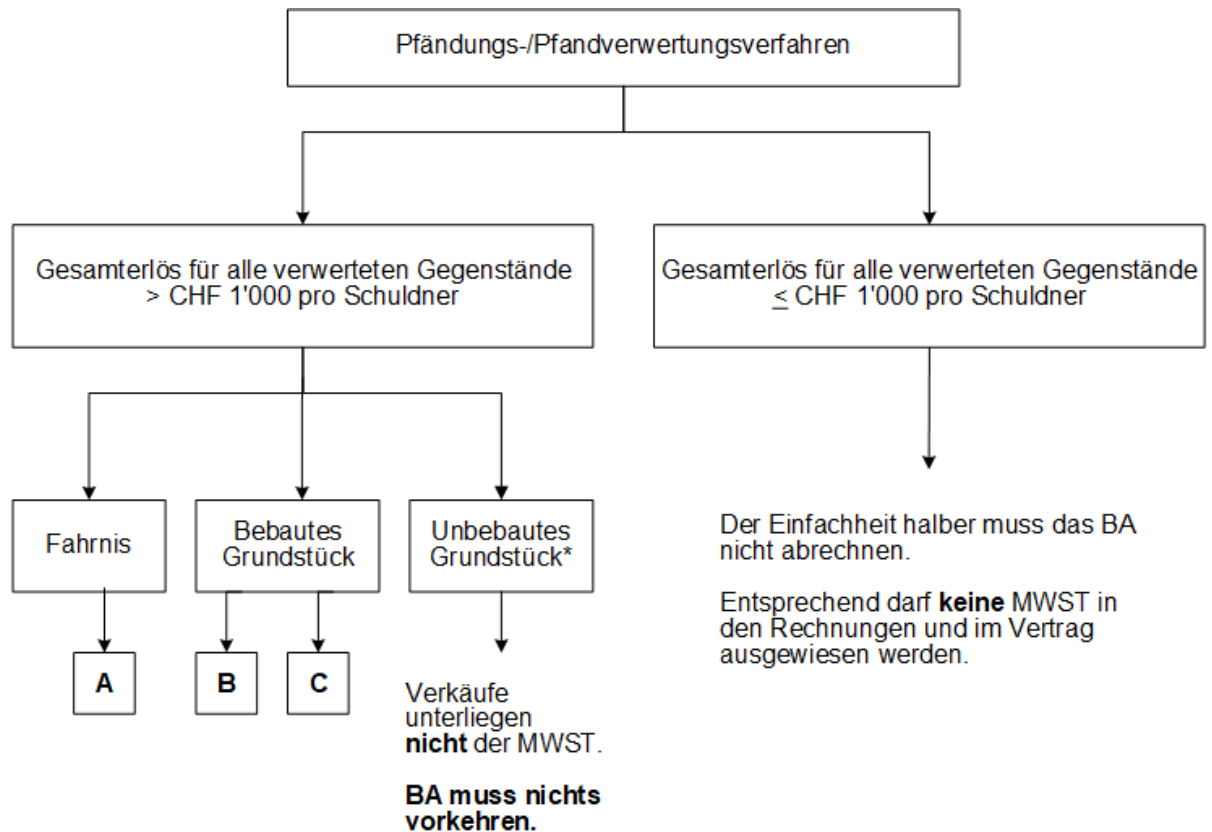 Pfändungs-/Pfandverwertungsverfahren
Gesamterlös für alle verwerteten Gegenstände
> CHF 1'000 pro Schuldner
Gesamterlös für alle verwerteten Gegenstände
≤ CHF 1'000 pro Schuldner
Fahrnis
Bebautes
Grundstück
Unbebautes
Grundstück*
A
B
C
Verkäufe
unterliegen
nicht der MWST.
BA muss nichts
vorkehren.
Der Einfachheit halber muss das BA
nicht abrechnen.
Entsprechend darf keine MWST in
den Rechnungen und im Vertrag
ausgewiesen werden.